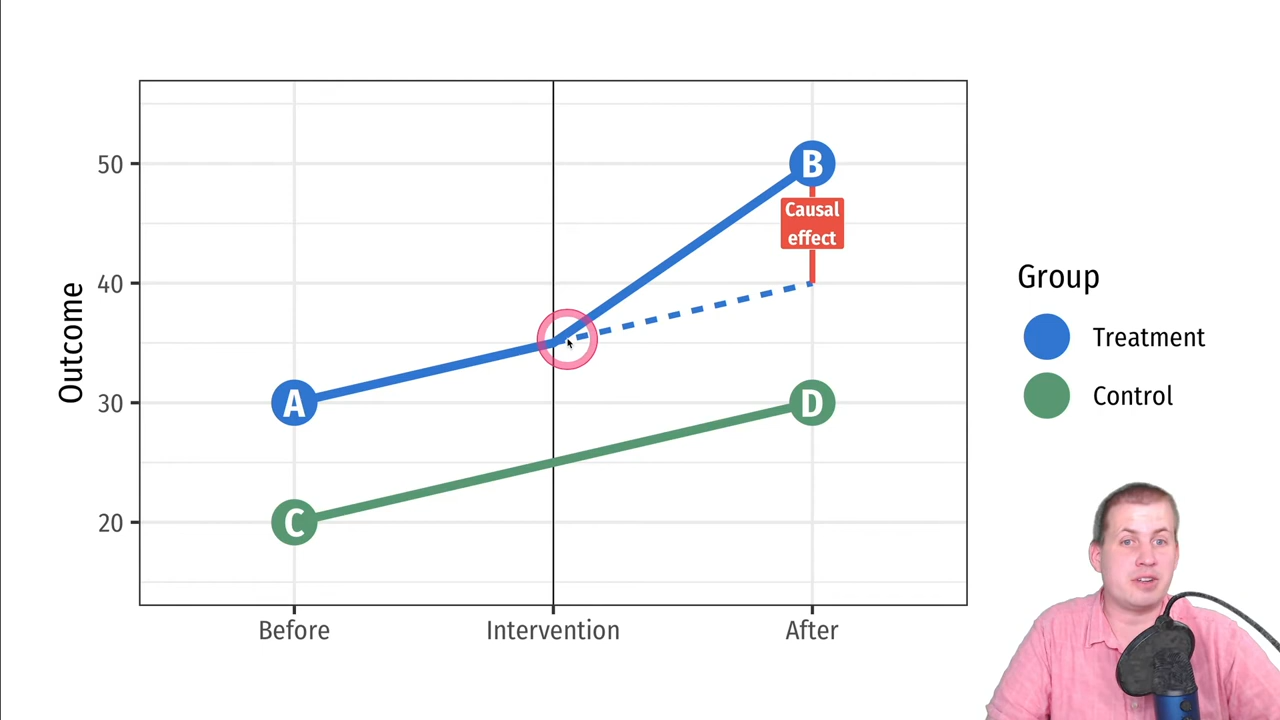 50
40
30
20
Outcome
A
B
C
D
Causal
effect
Before
Intervention
After
Group
Treatment
Control